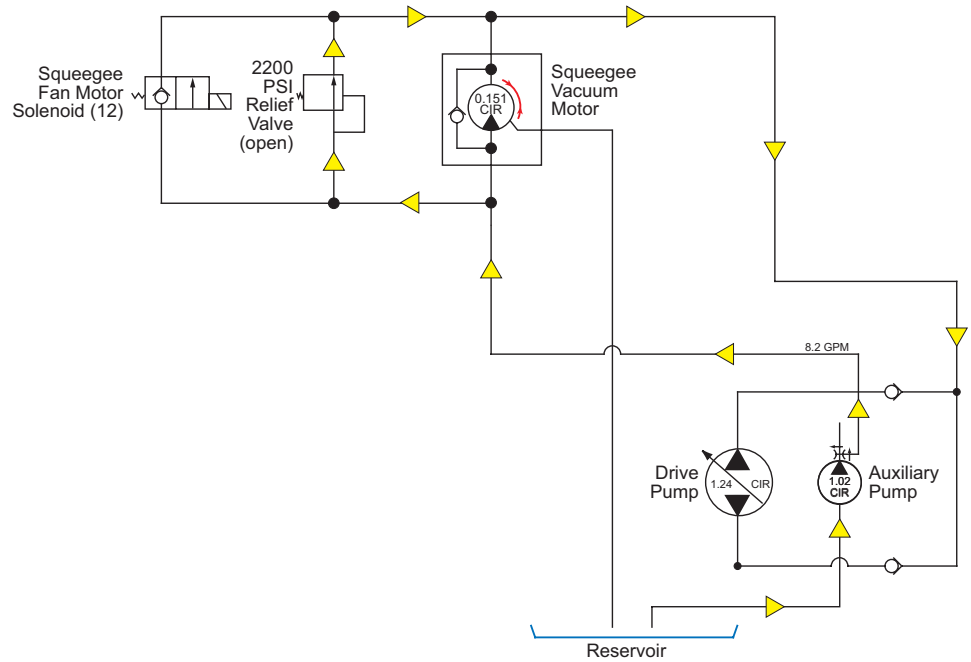 Squeegee
Fan Motor
Solenoid (12)
2200
PSI
Relief
Valve
(open)
0.151
CIR
Squeegee
Vacuum
Motor
8.2 GPM
Drive
Pump
1.24 CIR
1.02
CIR
Auxiliary
Pump
Reservoir